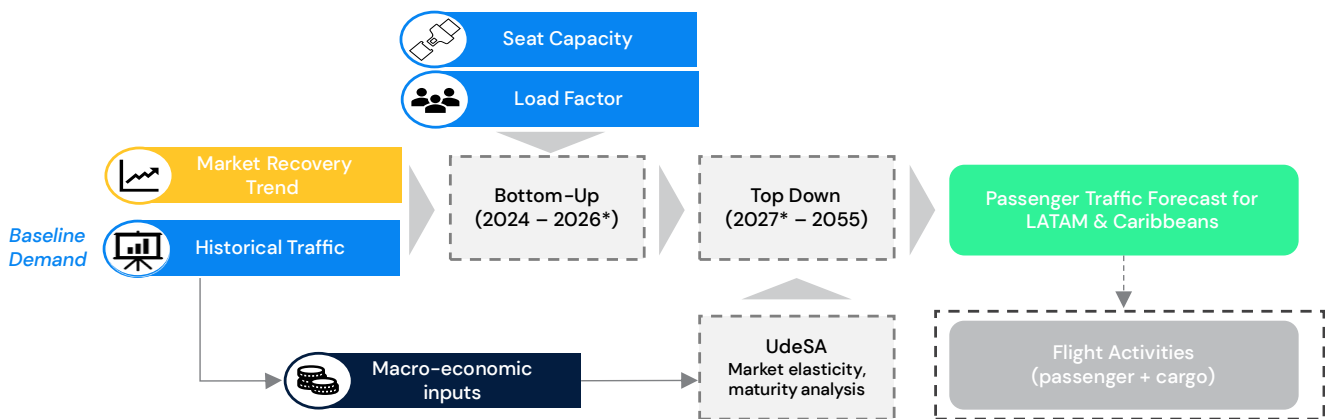 Seat Capacity
Load Factor
Market Recovery
Trend
Baseline
Demand
Historical Traffic
Bottom-Up
(2024 – 2026*)
Top Down
(2027* – 2055)
Passenger Traffic Forecast for
LATAM & Caribbeans
Macro-economic
inputs
UdeSA
Market elasticity,
maturity analysis
Flight Activities
(passenger + cargo)